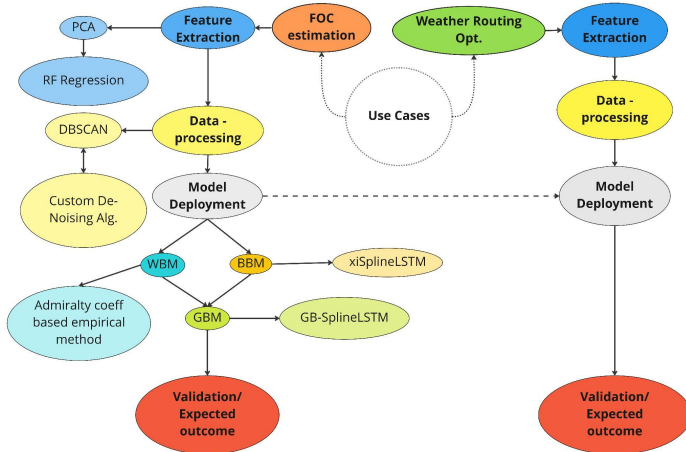 PCA
Feature
Extraction
FOC
estimation
Weather Routing
Opt.
Feature
Extraction
RF Regression
Use Cases
DBSCAN
Data -
processing
Data -
processing
Custom De-
Noising Alg.
Model
Deployment
Model
Deployment
WBM
BBM
xiSplineLSTM
Admiralty coeff
based empirical
method
GBM
GB-SplineLSTM
Validation/
Expected
outcome
Validation/
Expected
outcome